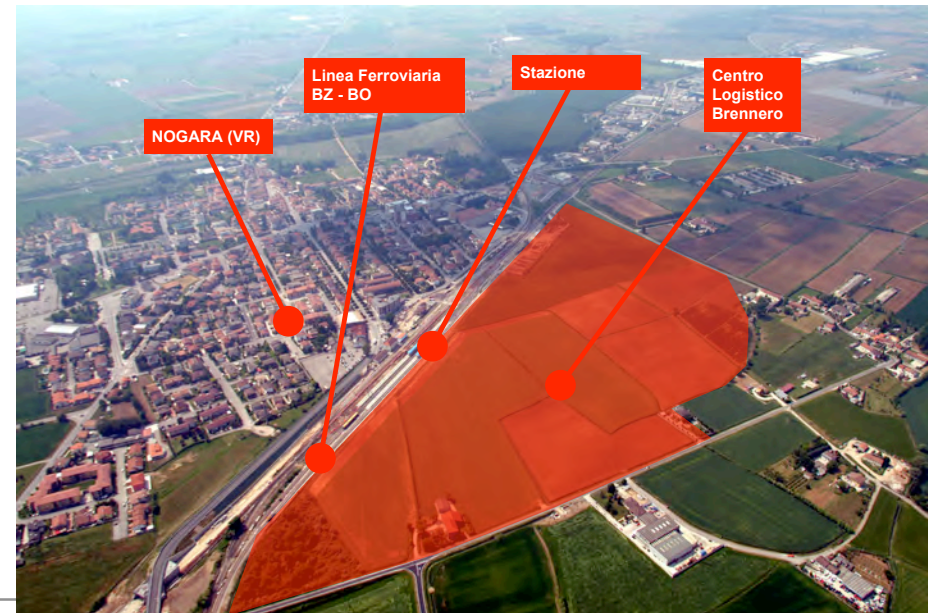 NOGARA (VR)
Linea Ferroviaria
BZ - BO
Stazione
Centro
Logistico
Brennero